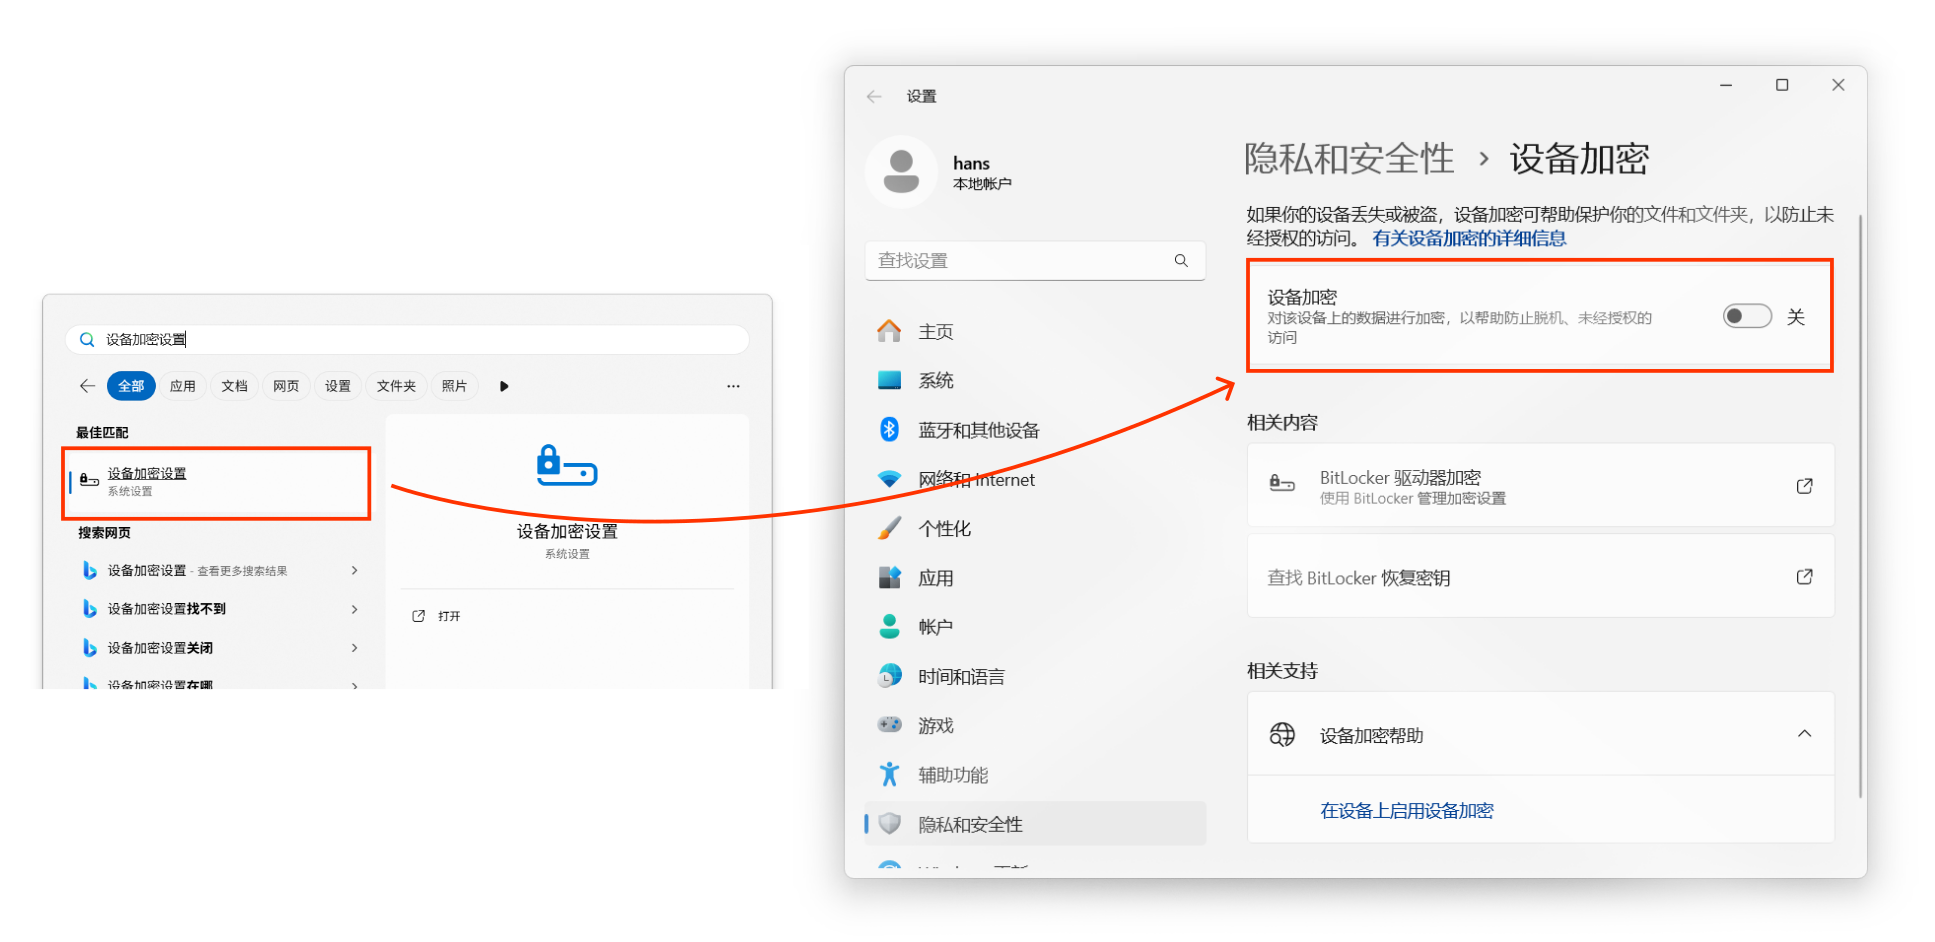 设备加密设置
全部 应用 文档 网页 设置 文件夹 照片
最佳匹配
设备加密设置
系统设置
搜索网页
设备加密设置 - 查看更多搜索结果
设备加密设置找不到
设备加密设置关闭
设备加密设置在哪
设备加密设置
系统设置
打开
设置
hans
本地帐户
查找设置
主页
系统
蓝牙和其他设备
网络和 Internet
个性化
应用
帐户
时间和语言
游戏
辅助功能
隐私和安全性
隐私和安全性 › 设备加密
如果你的设备丢失或被盗，设备加密可帮助保护你的文件和文件夹，以防止未
经授权的访问。 有关设备加密的详细信息
设备加密
对该设备上的数据进行加密，以帮助防止脱机、未经授权的
访问
关
相关内容
BitLocker 驱动器加密
使用 BitLocker 管理加密设置
查找 BitLocker 恢复密钥
相关支持
设备加密帮助
在设备上启用设备加密